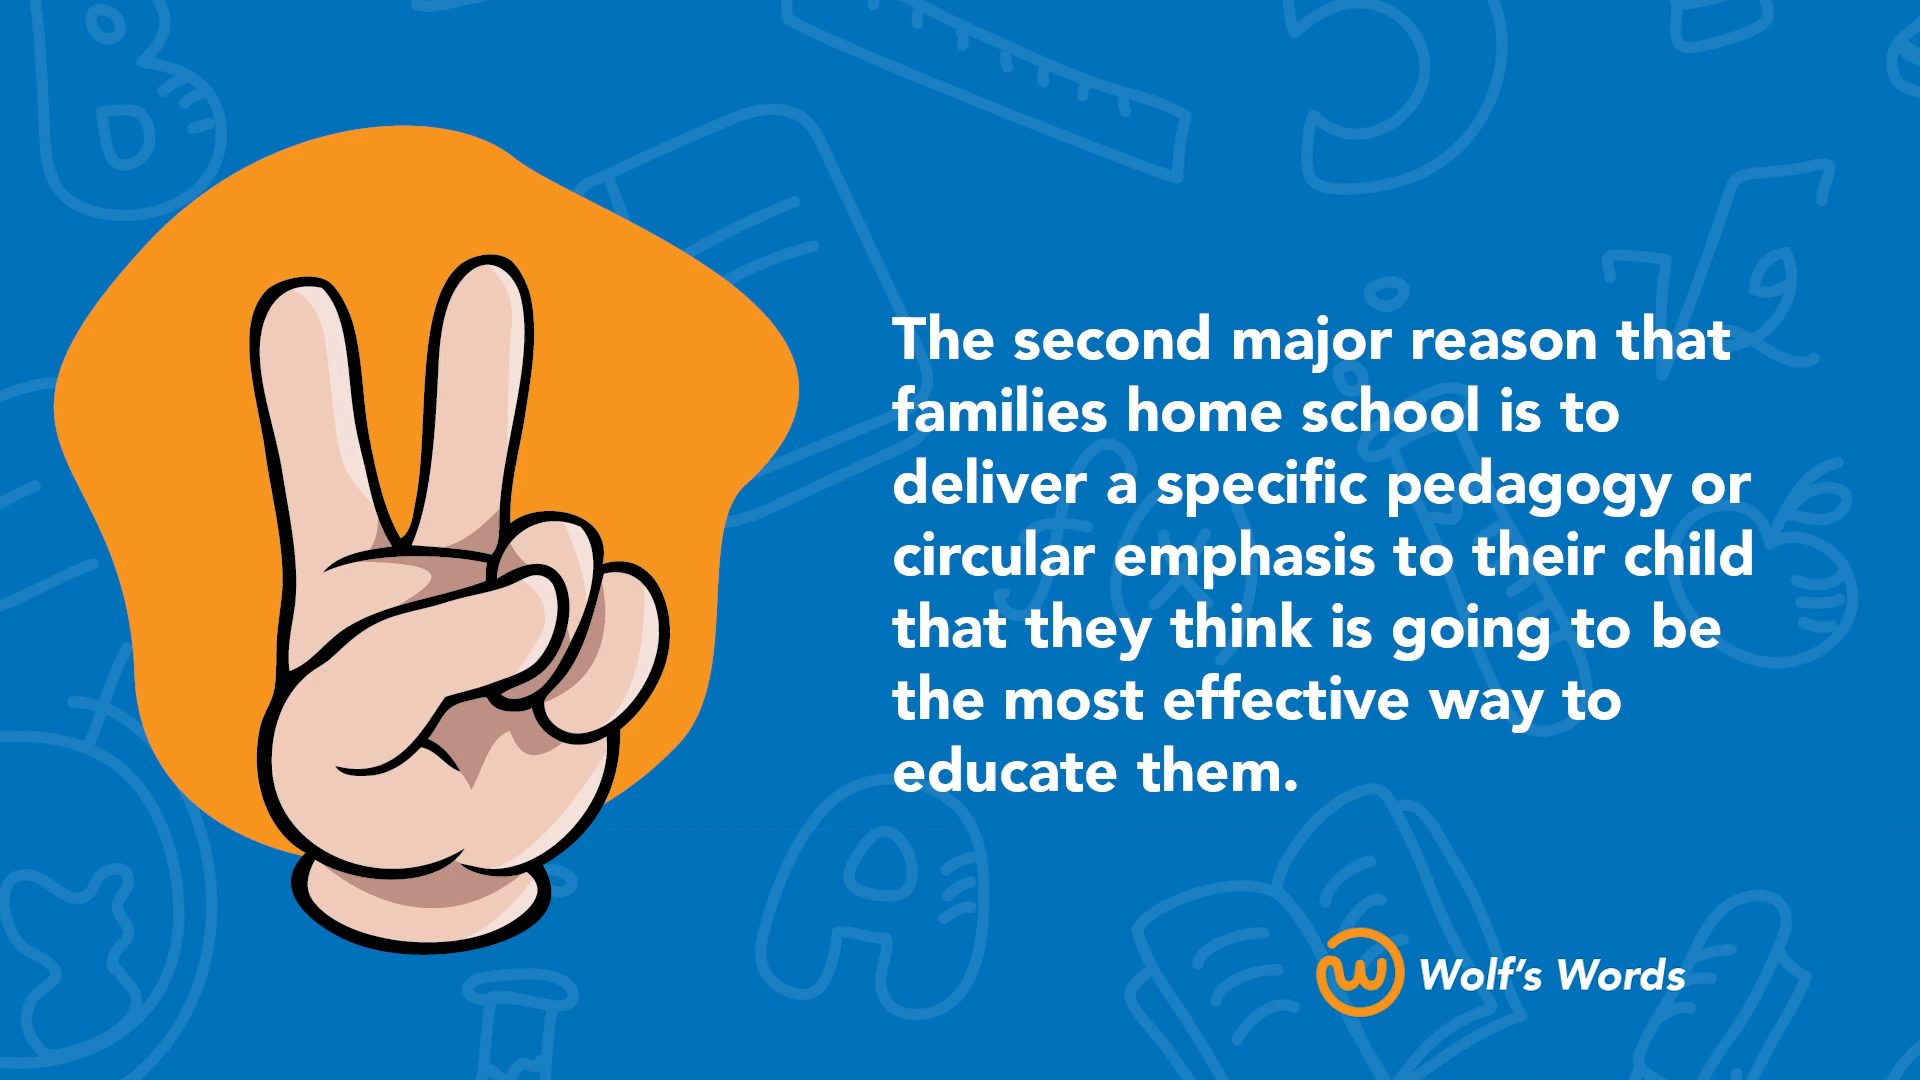 The second major reason that
families home school is to
deliver a specific pedagogy or
circular emphasis to their child
that they think is going to be
the most effective way to
educate them.
Wolf's Words